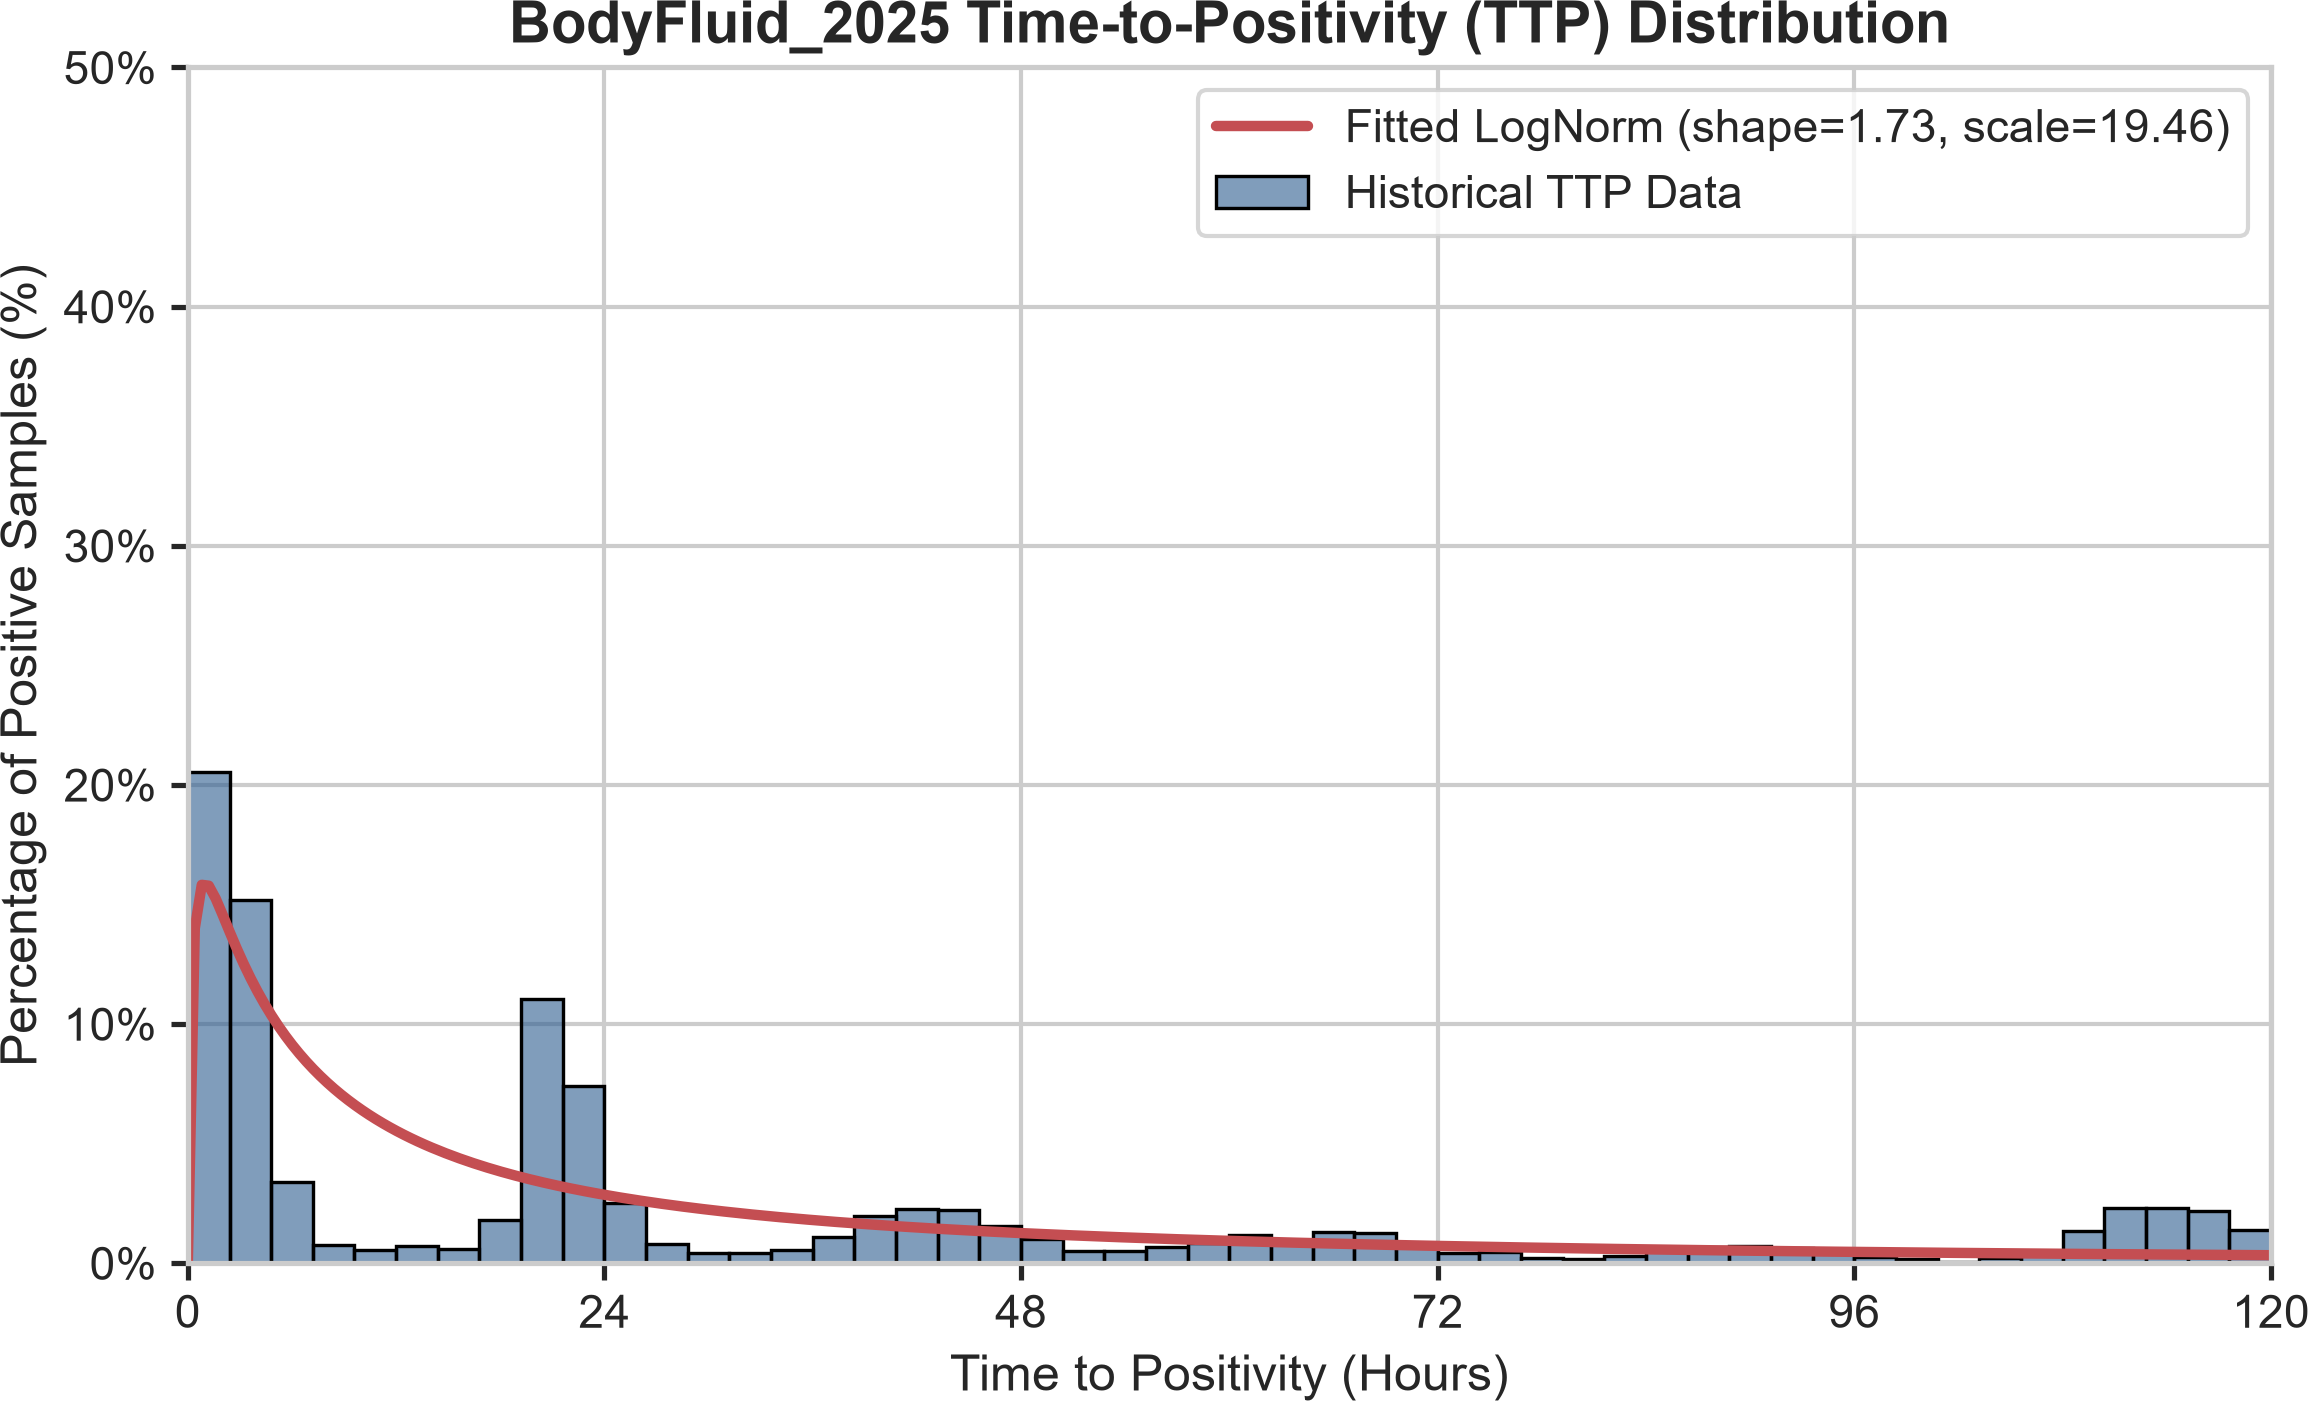 BodyFluid_2025 Time-to-Positivity (TTP) Distribution
Fitted LogNorm (shape=1.73, scale=19.46)
Historical TTP Data
Percentage of Positive Samples (%)
50%
40%
30%
20%
10%
0%
0 24 48 72 96 120
Time to Positivity (Hours)